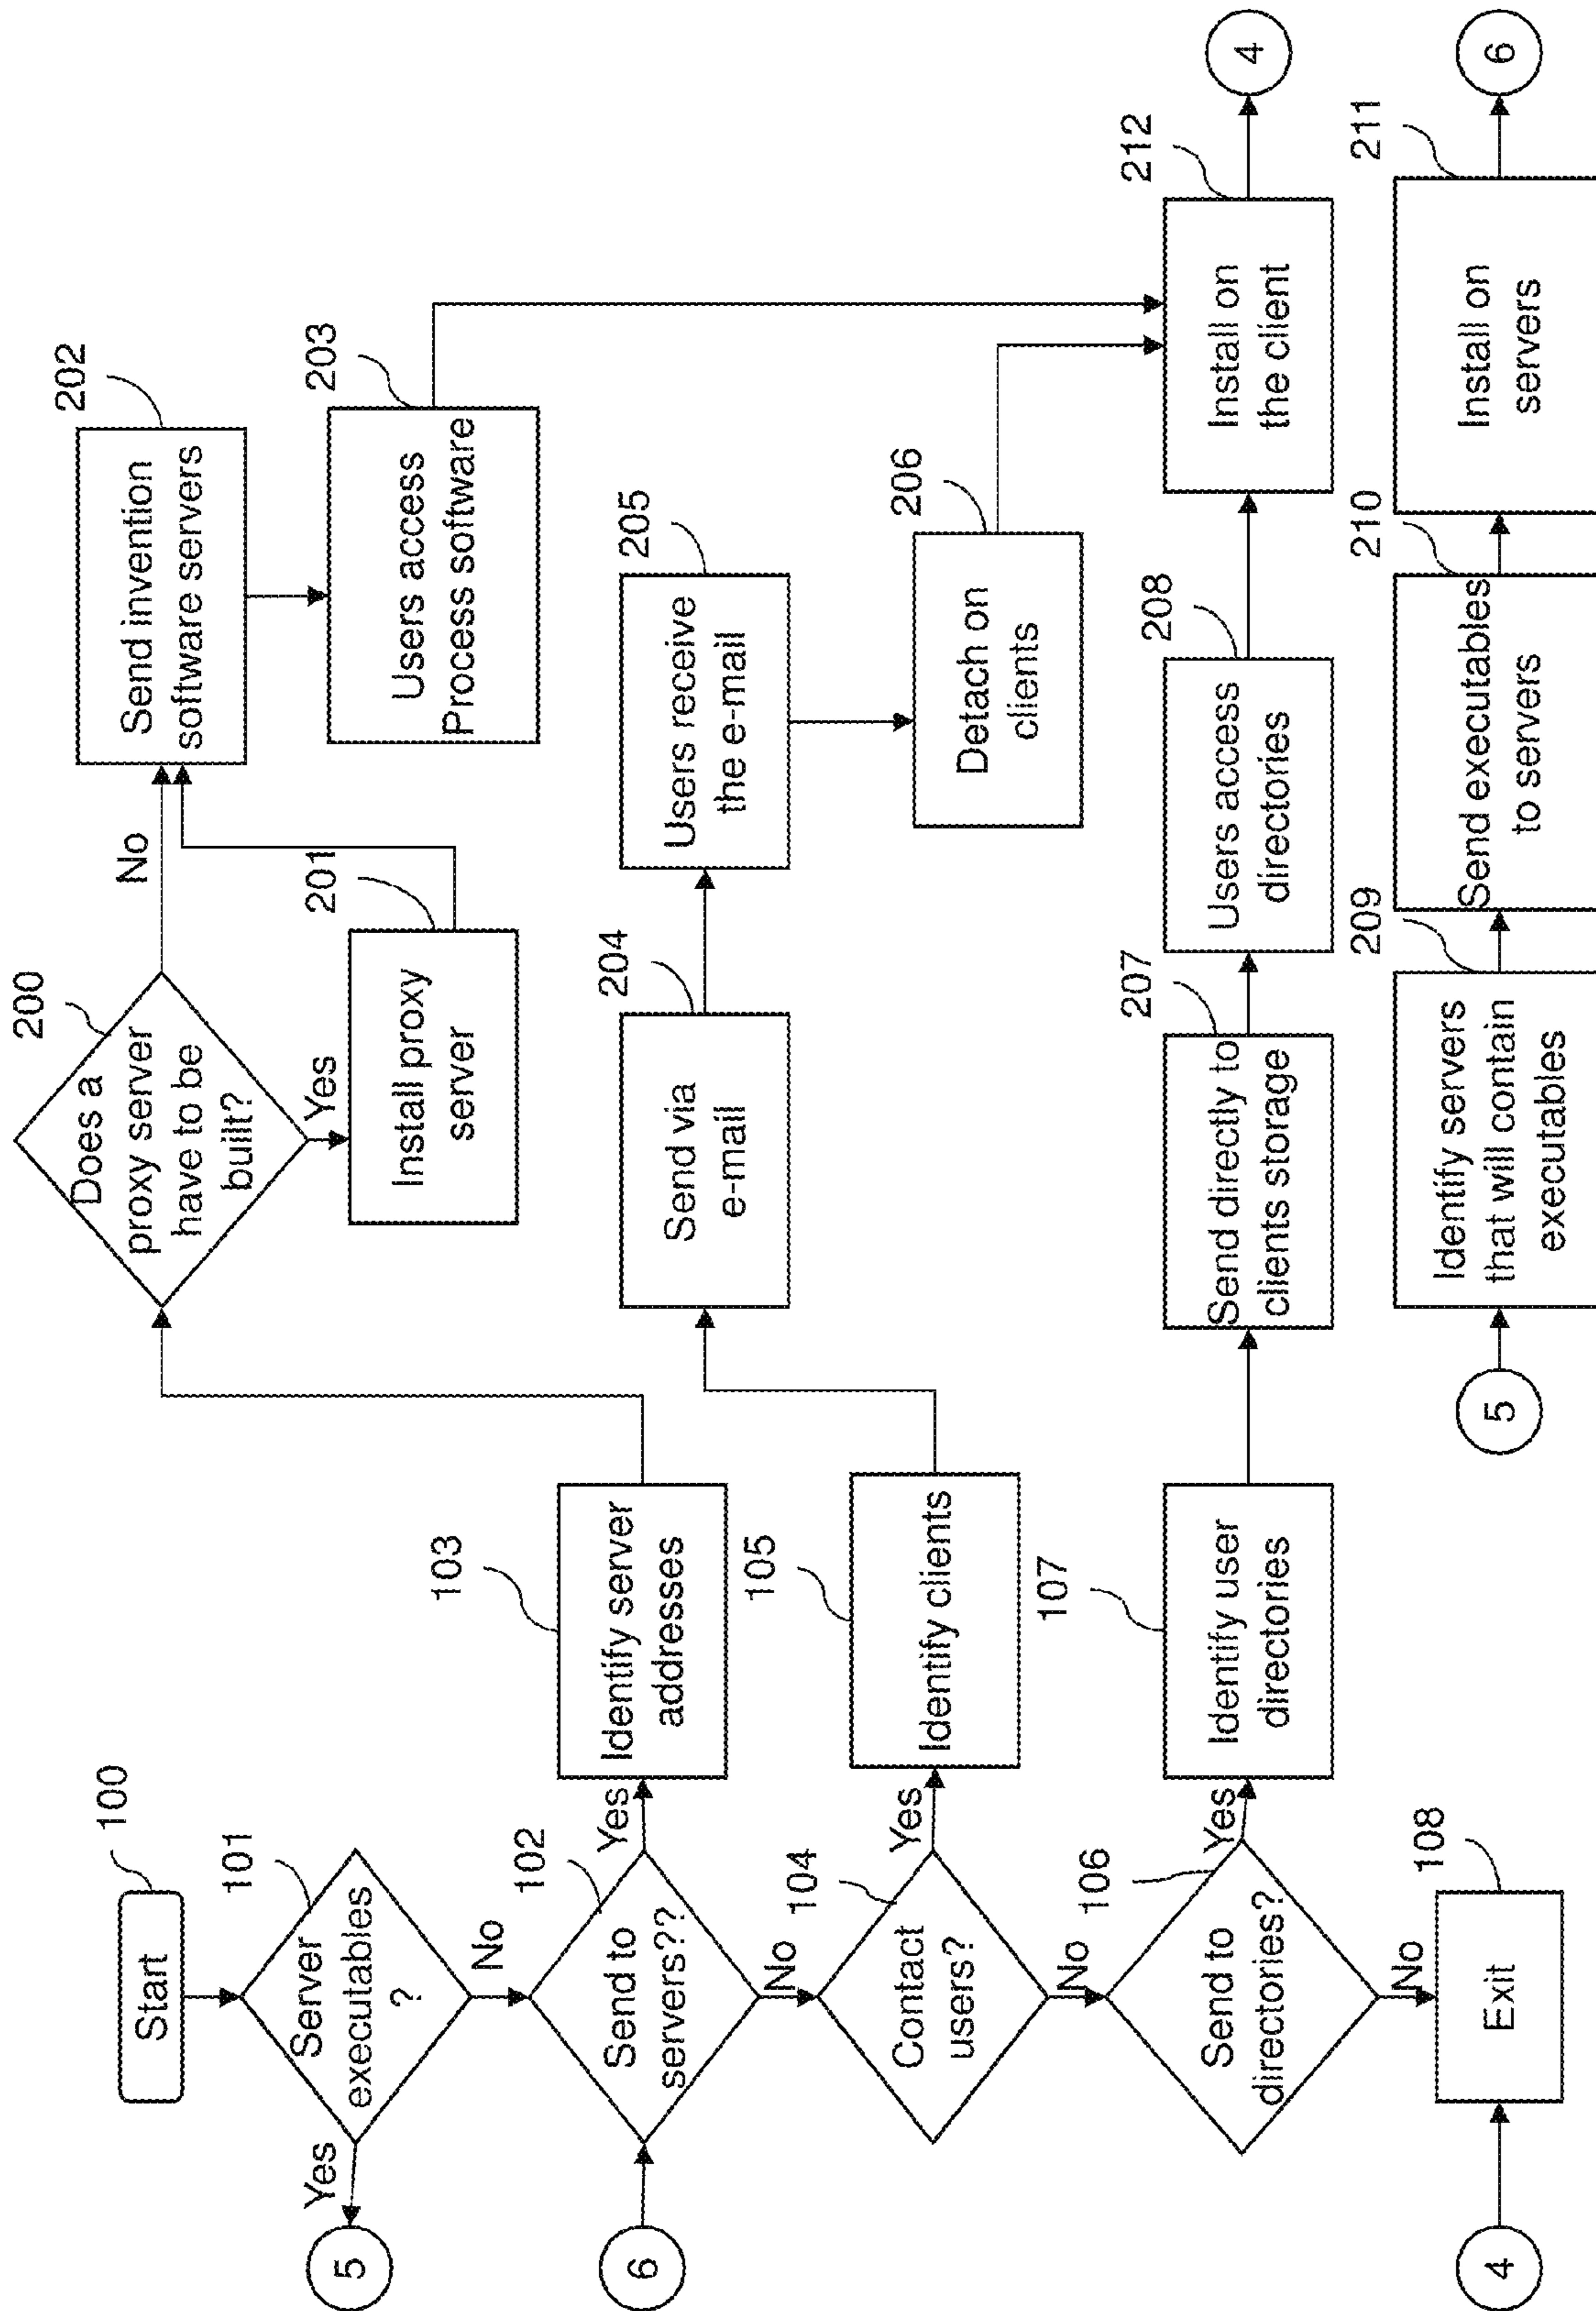 Start
100
Server
executables
?
101
Yes
5
No
6
Send to
servers??
102
Yes
Identify server
addresses
103
No
Contact
users?
104
Yes
Identify clients
105
No
Send to
directories?
106
Yes
Identify user
directories
107
No
Exit
108
4
Does a
proxy server
have to be
built?
200
No
Yes
Install proxy
server
201
Send invention
software servers
202
Users access
Process software
203
Send via
e-mail
204
Users receive
the e-mail
205
Detach on
clients
206
Send directly to
clients storage
207
Users access
directories
208
Install on
the client
212
4
5
Identify servers
that will contain
executables
209
Send executables
to servers
210
Install on
servers
211
6